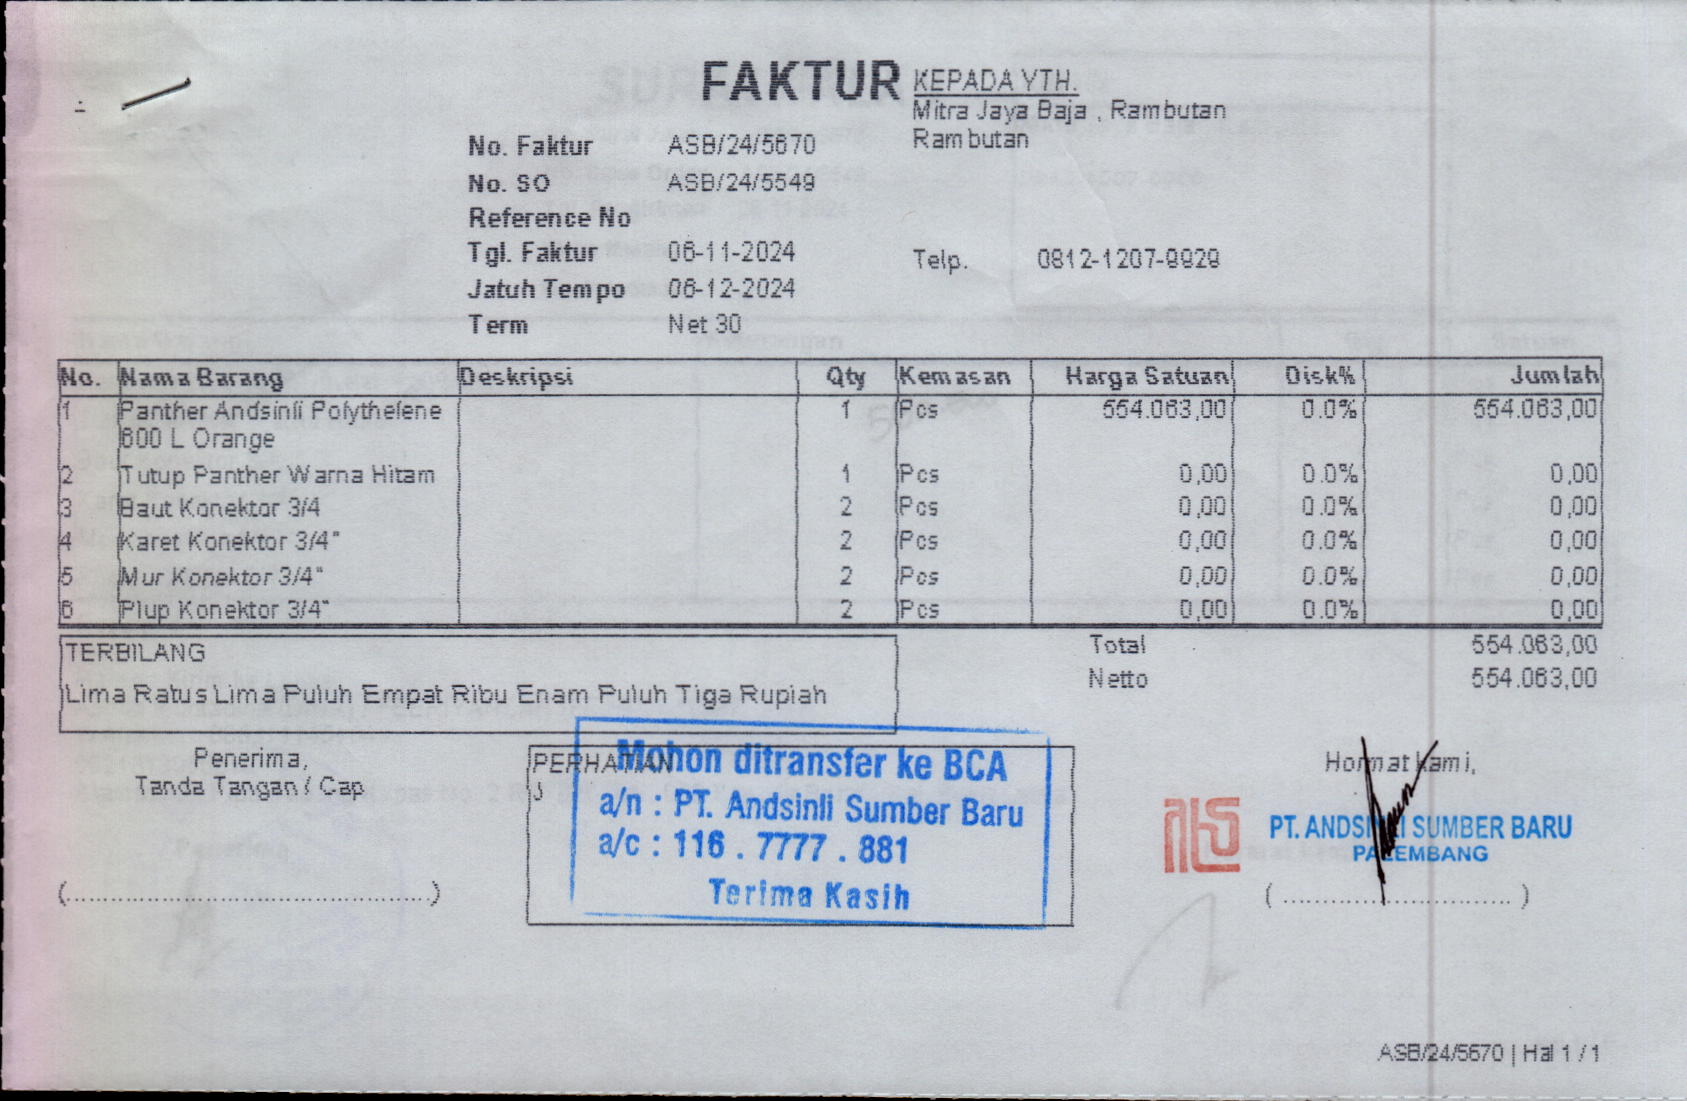 FAKTUR
KEPADA YTH.
Mitra Jaya Baja , Rambutan
Rambutan
No. Faktur ASB/24/5670
No. SO ASB/24/5549
Reference No
Tgl. Faktur 06-11-2024
Jatuh Tempo 06-12-2024
Term Net 30
Telp. 0812-1207-9929
No. Nama Barang Deskripsi Qty Kemasan Harga Satuan Disk% Jumlah
1 Panther Andsinli Polythelene 1 Pcs 554.063,00 0.0% 554.063,00
600 L Orange
2 Tutup Panther Warna Hitam 1 Pcs 0,00 0.0% 0,00
3 Baut Konektor 3/4 2 Pcs 0,00 0.0% 0,00
4 Karet Konektor 3/4" 2 Pcs 0,00 0.0% 0,00
5 Mur Konektor 3/4" 2 Pcs 0,00 0.0% 0,00
6 Plup Konektor 3/4" 2 Pcs 0,00 0.0% 0,00
TERBILANG
Lima Ratus Lima Puluh Empat Ribu Enam Puluh Tiga Rupiah
Total 554.063,00
Netto 554.063,00
Penerima,
Tanda Tangan / Cap
(..............................................)
PERHATIAN
Mohon ditransfer ke BCA
a/n : PT. Andsinli Sumber Baru
a/c : 116 . 7777 . 881
Terima Kasih
Hormat kami,
PT. ANDSINLI SUMBER BARU
PALEMBANG
( ............................. )
ASB/24/5670 | Hal 1 / 1